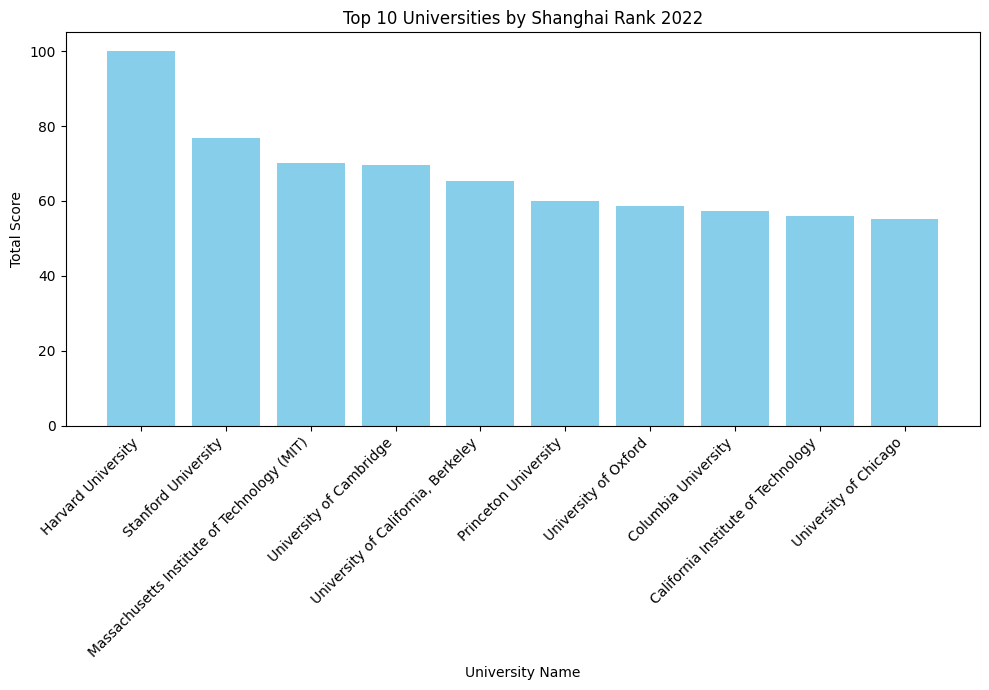 Top 10 Universities by Shanghai Rank 2022
Total Score
100
80
60
40
20
0
Harvard University
Stanford University
Massachusetts Institute of Technology (MIT)
University of Cambridge
University of California, Berkeley
Princeton University
University of Oxford
Columbia University
California Institute of Technology
University of Chicago
University Name